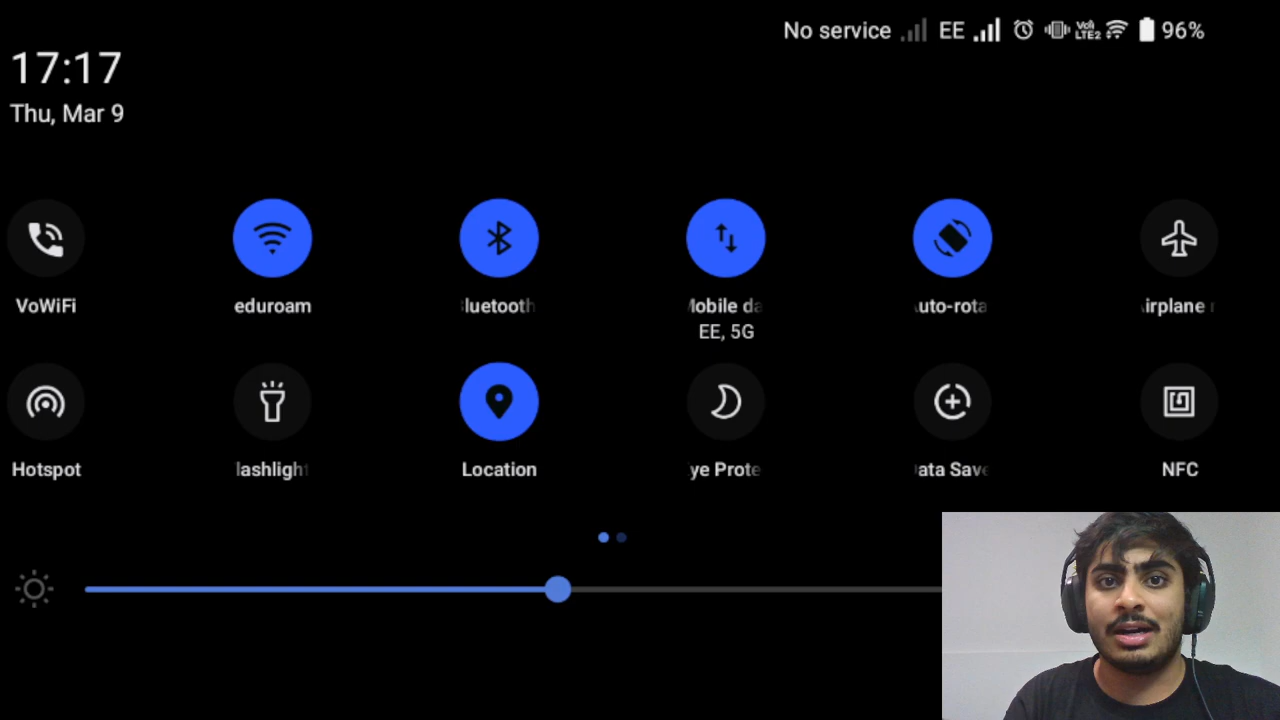 No service EE VoLTE2 96%
17:17
Thu, Mar 9
VoWiFi eduroam luetooth Mobile da uto-rota irplane
EE, 5G
Hotspot lashligh Location ye Prote ata Save NFC